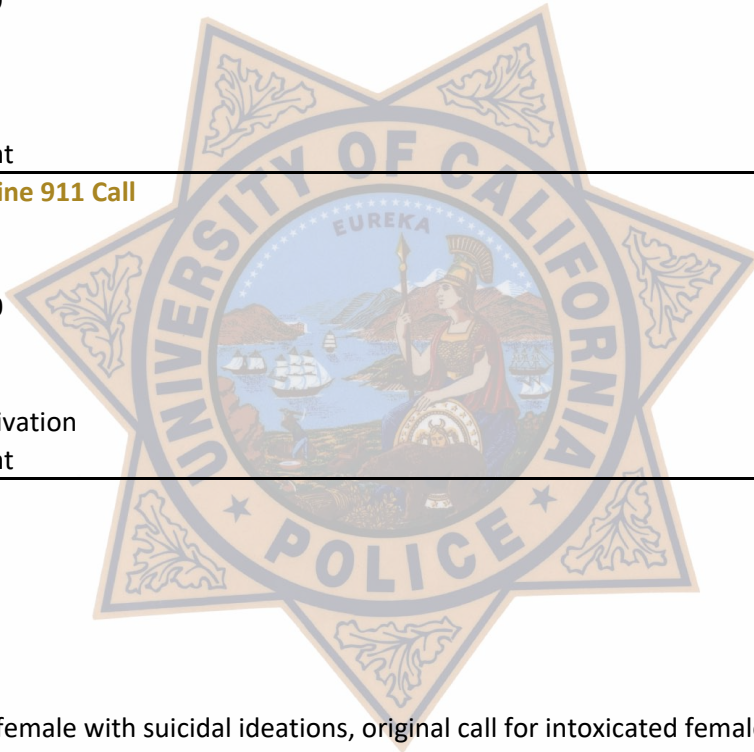 nt
ine 911 Call
UNIVERSITY OF CALIFORNIA
EUREKA
ivation
nt
POLICE
female with suicidal ideations, original call for intoxicated femal